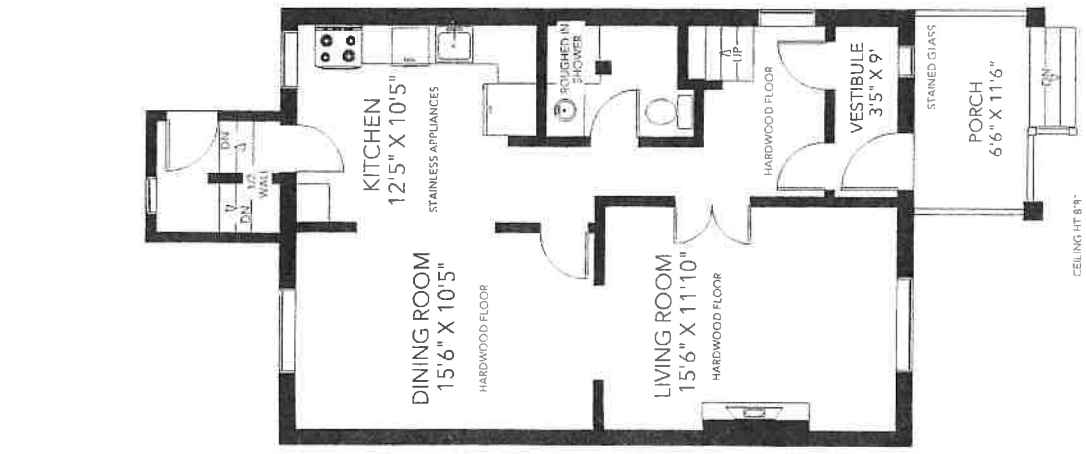 KITCHEN
12'5" X 10'5"
STAINLESS APPLIANCES
ROUGHED IN
SHOWER
UP
HARDWOOD FLOOR
VESTIBULE
3'5" X 9'
STAINED GLASS
PORCH
6'6" X 11'6"
DN
DN
1/2
WALL
DN
DINING ROOM
15'6" X 10'5"
HARDWOOD FLOOR
LIVING ROOM
15'6" X 11'10"
HARDWOOD FLOOR
CEILING HT 8'8"